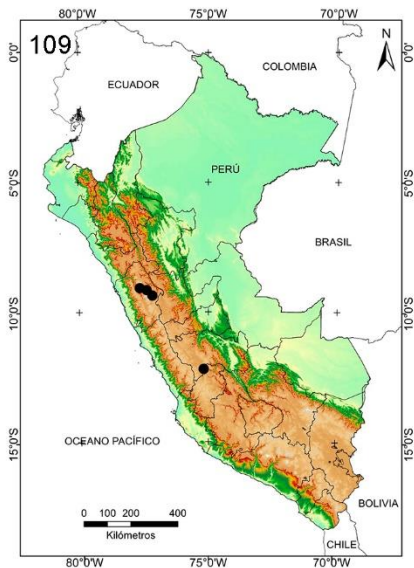 80°0'W 75°0'W 70°0'W
109
N
0°0'
COLOMBIA
ECUADOR
PERÚ
5°0'S
BRASIL
10°0'S
OCEANO PACÍFICO
15°0'S
BOLIVIA
0 100 200 400
Kilómetros
CHILE
80°0'W 75°0'W 70°0'W
0°0'
5°0'S
10°0'S
15°0'S